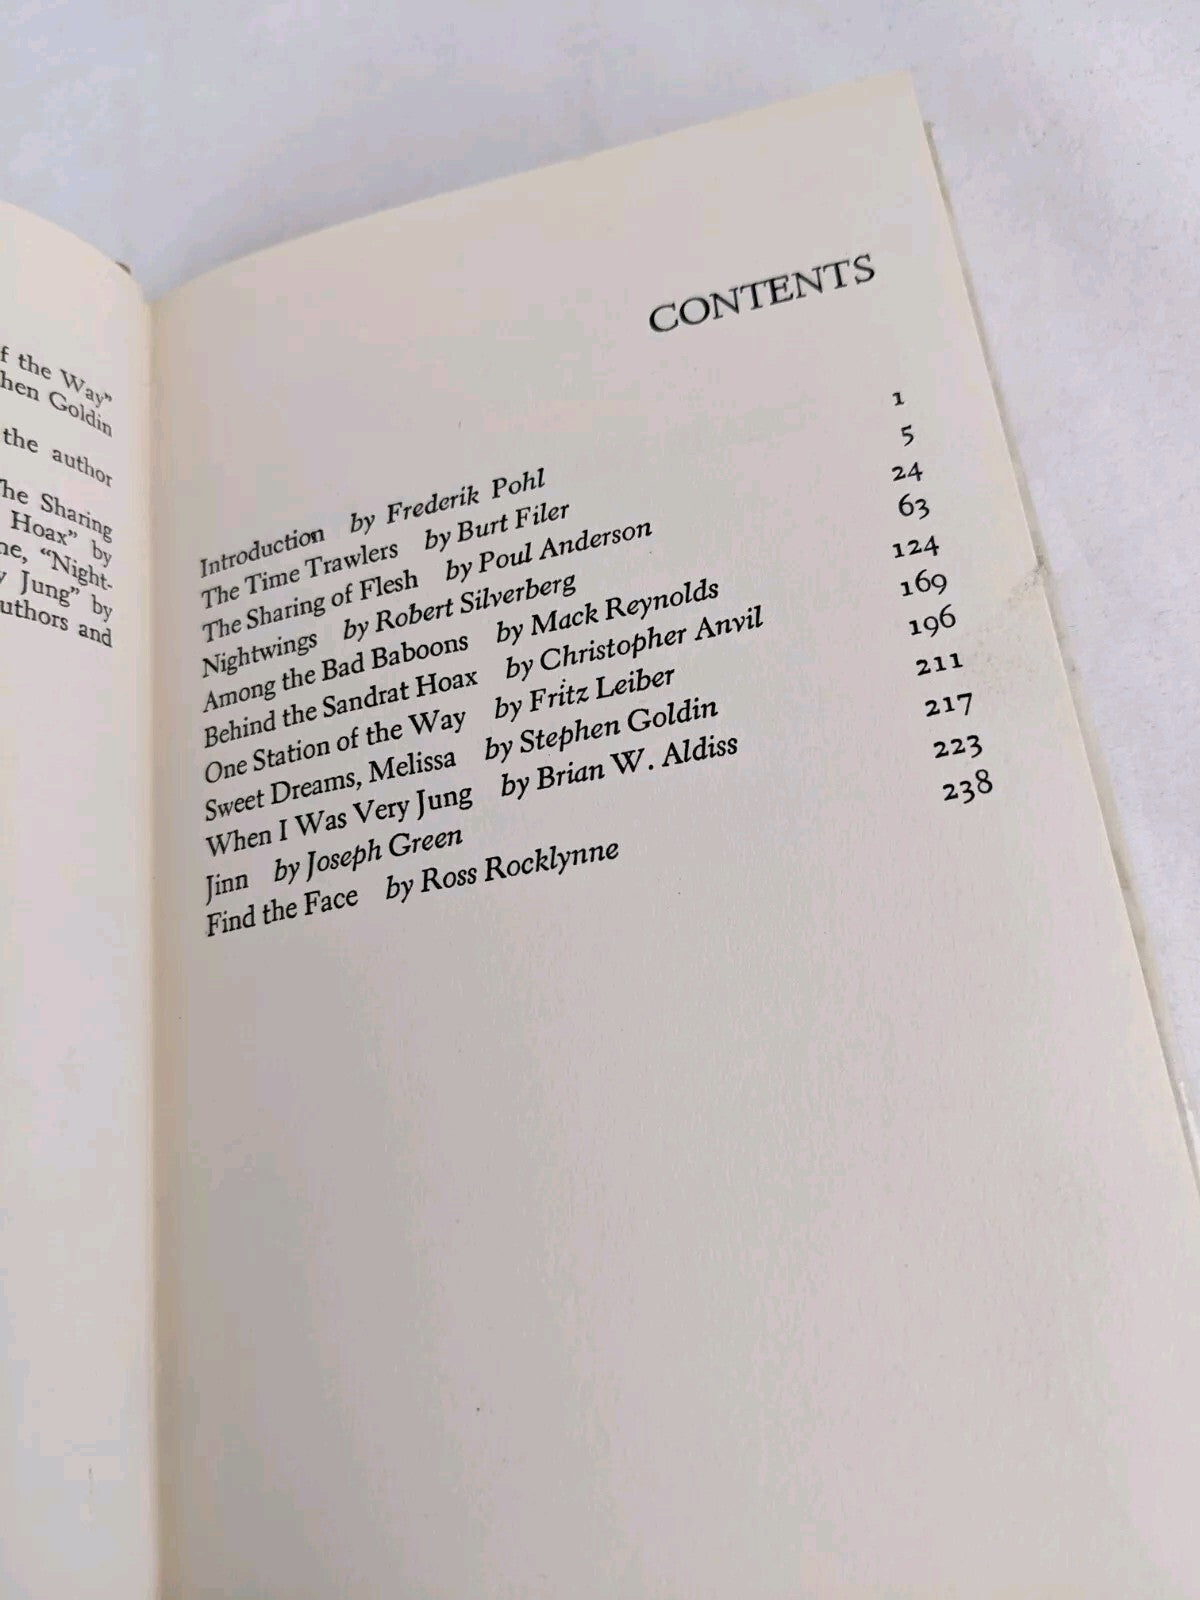 f the Way”
hen Goldin
the author
he Sharing
Hoax” by
ne, “Night-
Jung” by
uthors and
CONTENTS
Introduction by Frederik Pohl 1
The Time Trawlers by Burt Filer 5
The Sharing of Flesh by Poul Anderson 24
Nightwings by Robert Silverberg 63
Among the Bad Baboons by Mack Reynolds 124
Behind the Sandrat Hoax by Christopher Anvil 169
One Station of the Way by Fritz Leiber 196
Sweet Dreams, Melissa by Stephen Goldin 211
When I Was Very Jung by Brian W. Aldiss 217
Jinn by Joseph Green 223
Find the Face by Ross Rocklynne 238